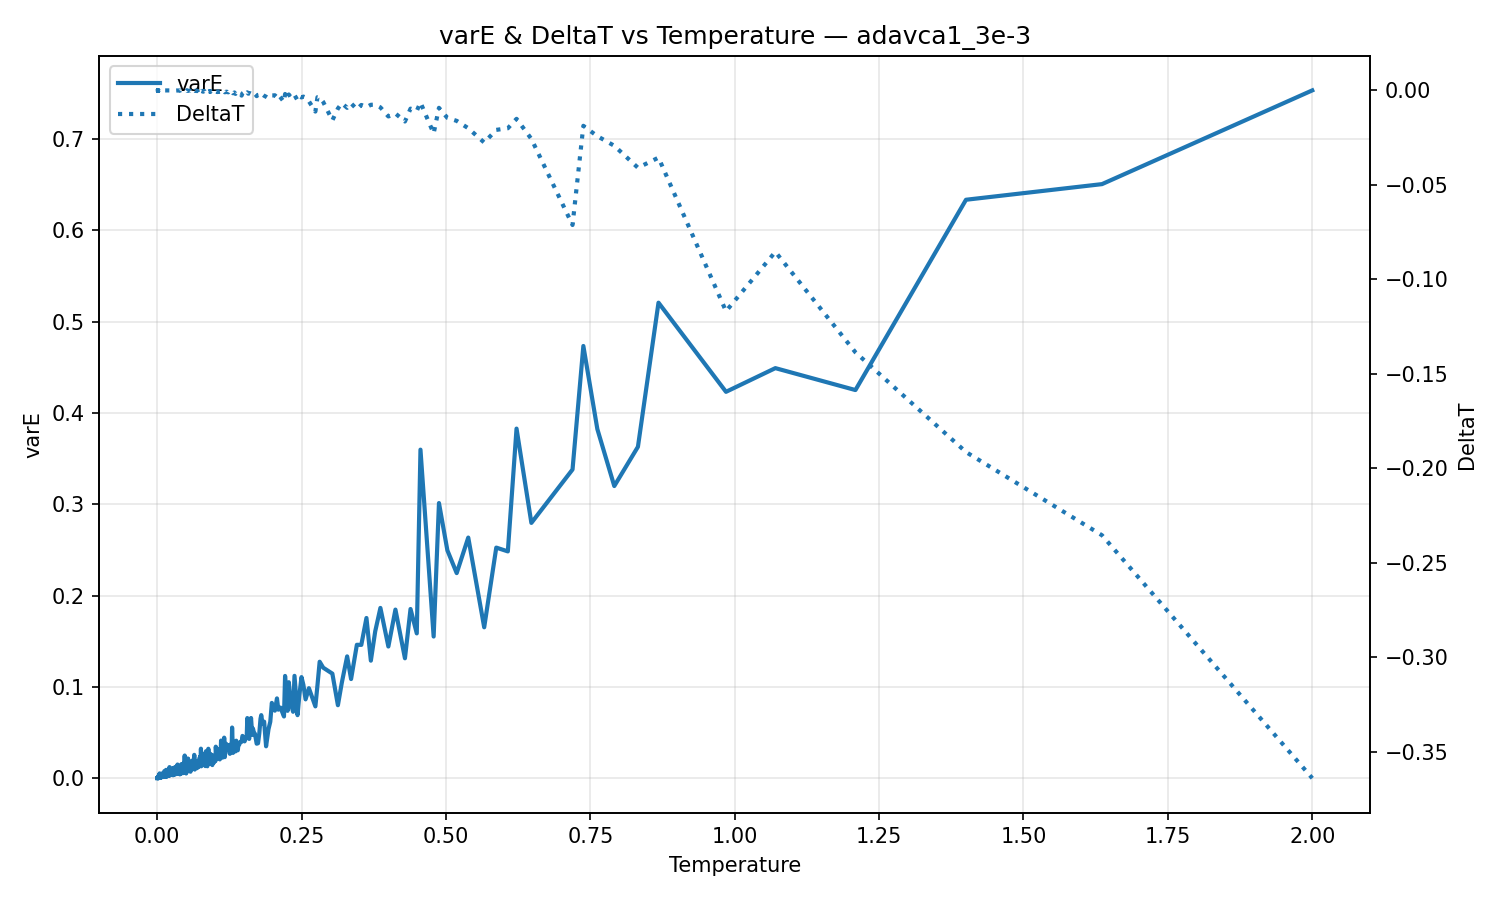 varE & DeltaT vs Temperature — adavca1_3e-3
varE
DeltaT
0.7
0.6
0.5
0.4
0.3
0.2
0.1
0.0
varE
0.00
−0.05
−0.10
−0.15
−0.20
−0.25
−0.30
−0.35
DeltaT
0.00 0.25 0.50 0.75 1.00 1.25 1.50 1.75 2.00
Temperature